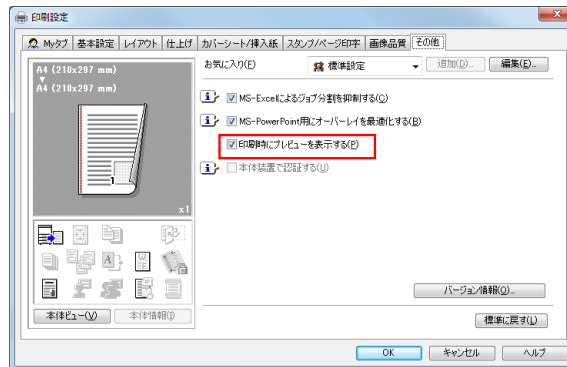 印刷設定
Myタブ 基本設定 レイアウト 仕上げ カバーシート/挿入紙 スタンプ/ページ印字 画像品質 その他
A4 (210x297 mm)
A4 (210x297 mm)
1
x1
お気に入り(F) 標準設定 追加(D)... 編集(E)...
MS-Excelによるジョブ分割を抑制する(C)
MS-PowerPoint用にオーバーレイを最適化する(B)
印刷時にプレビューを表示する(P)
本体装置で認証する(U)
バージョン情報(O)...
本体ビュー(V) 本体情報(I) 標準に戻す(L)
OK キャンセル ヘルプ